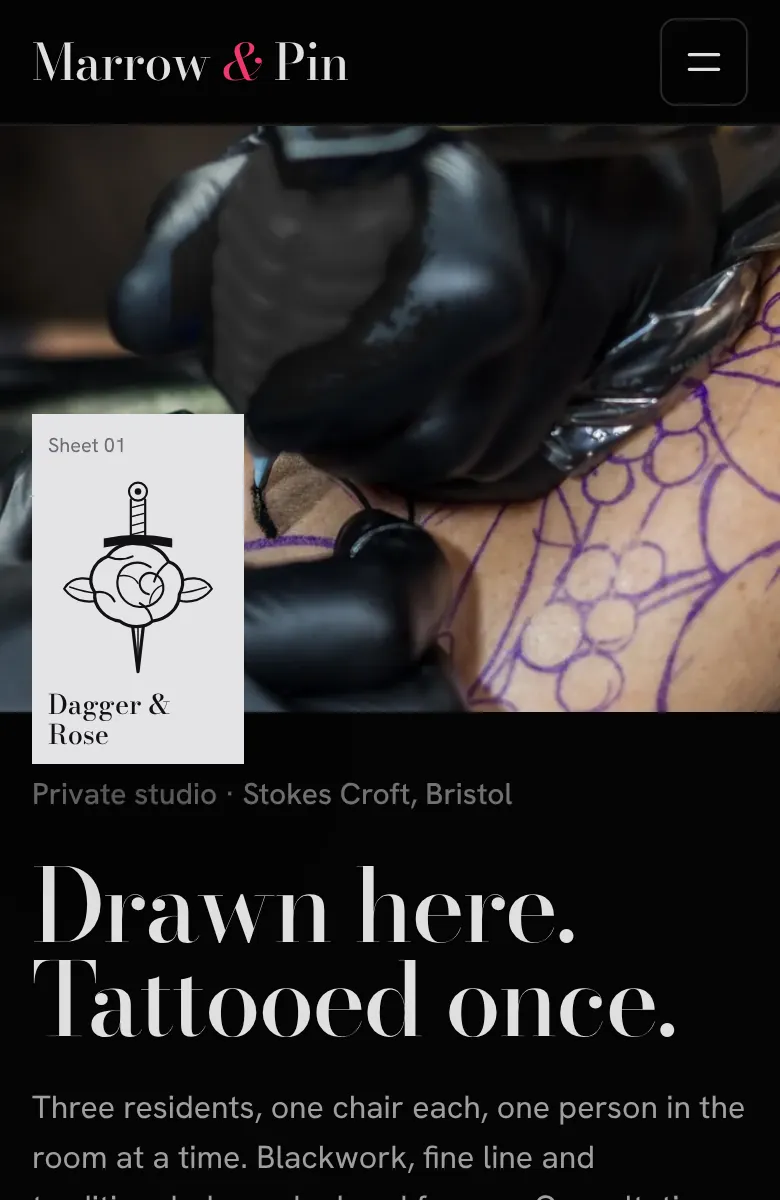 Marrow & Pin
Sheet 01
Dagger &
Rose
Private studio · Stokes Croft, Bristol
Drawn here.
Tattooed once.
Three residents, one chair each, one person in the
room at a time. Blackwork, fine line and